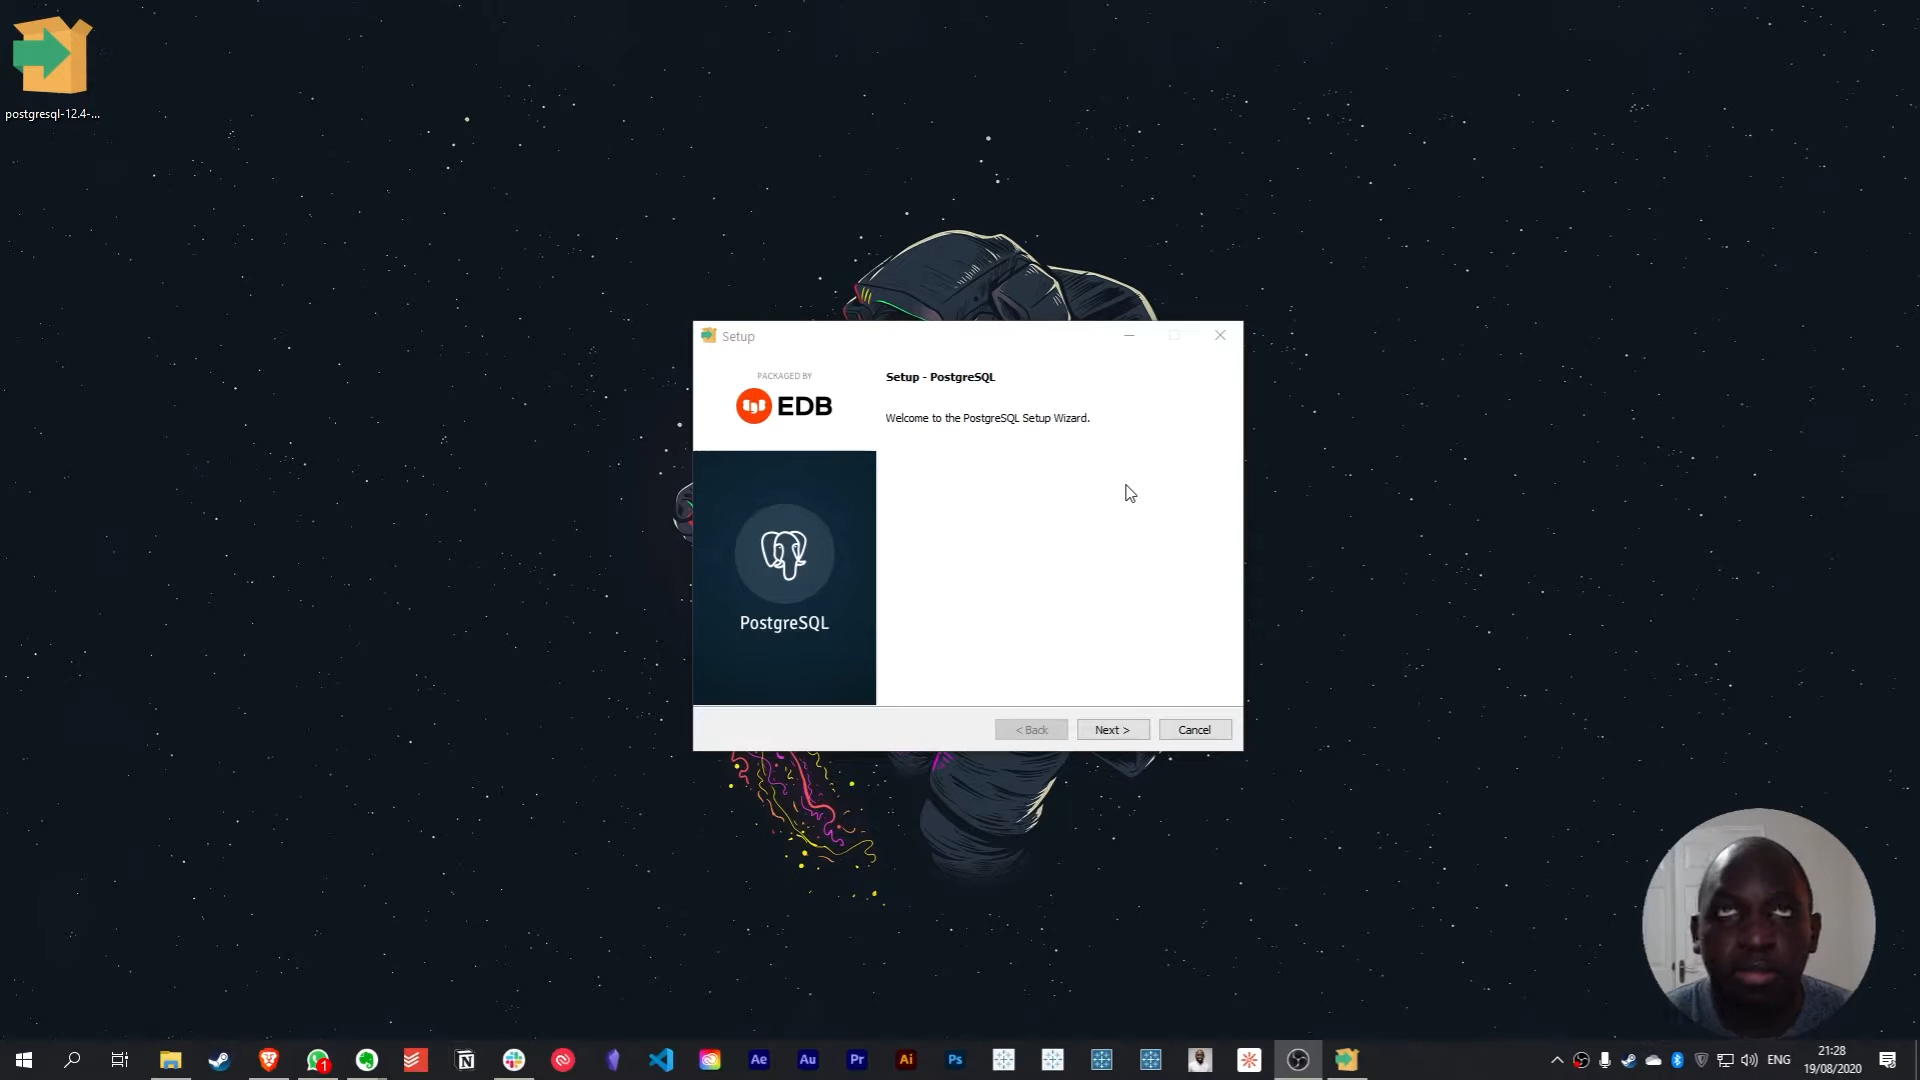 postgresql-12.4-...
Setup
PACKAGED BY
EDB
Setup - PostgreSQL
Welcome to the PostgreSQL Setup Wizard.
PostgreSQL
< Back
Next >
Cancel
1
N
Ae
Au
Pr
Ai
Ps
ENG
21:28
19/08/2020